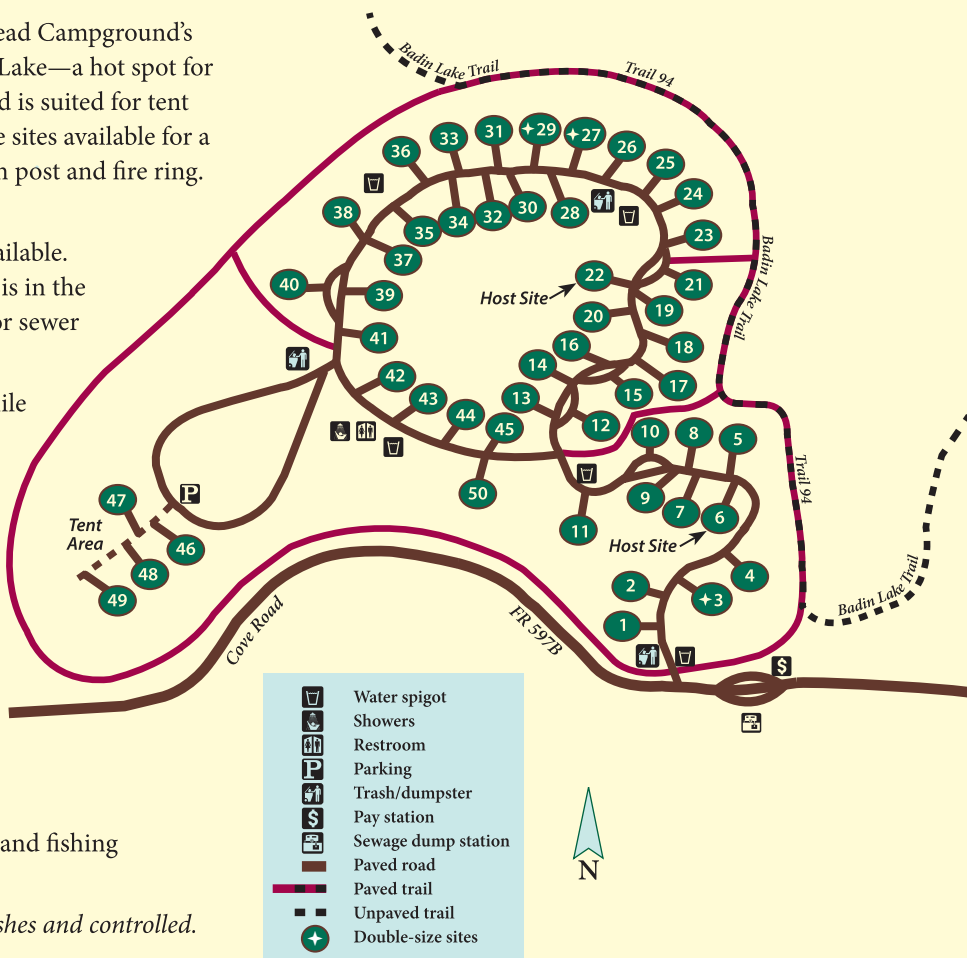 ead Campground's
Lake—a hot spot for
d is suited for tent
e sites available for a
n post and fire ring.
ailable.
is in the
or sewer
ile
and fishing
shes and controlled.
Badin Lake Trail
Trail 94
31
29
27
33
26
36
25
24
38
35
34
32
30
28
23
37
Badin Lake Trail
22
21
40
39
Host Site
19
20
41
16
18
14
42
17
15
43
13
44
12
45
10
8
5
50
9
7
6
11
Trail 94
Host Site
P
47
Tent
Area
46
48
49
4
2
3
1
Badin Lake Trail
Cove Road
FR 597B
$
Water spigot
Showers
Restroom
P Parking
Trash/dumpster
$ Pay station
Sewage dump station
Paved road
Paved trail
Unpaved trail
Double-size sites
N